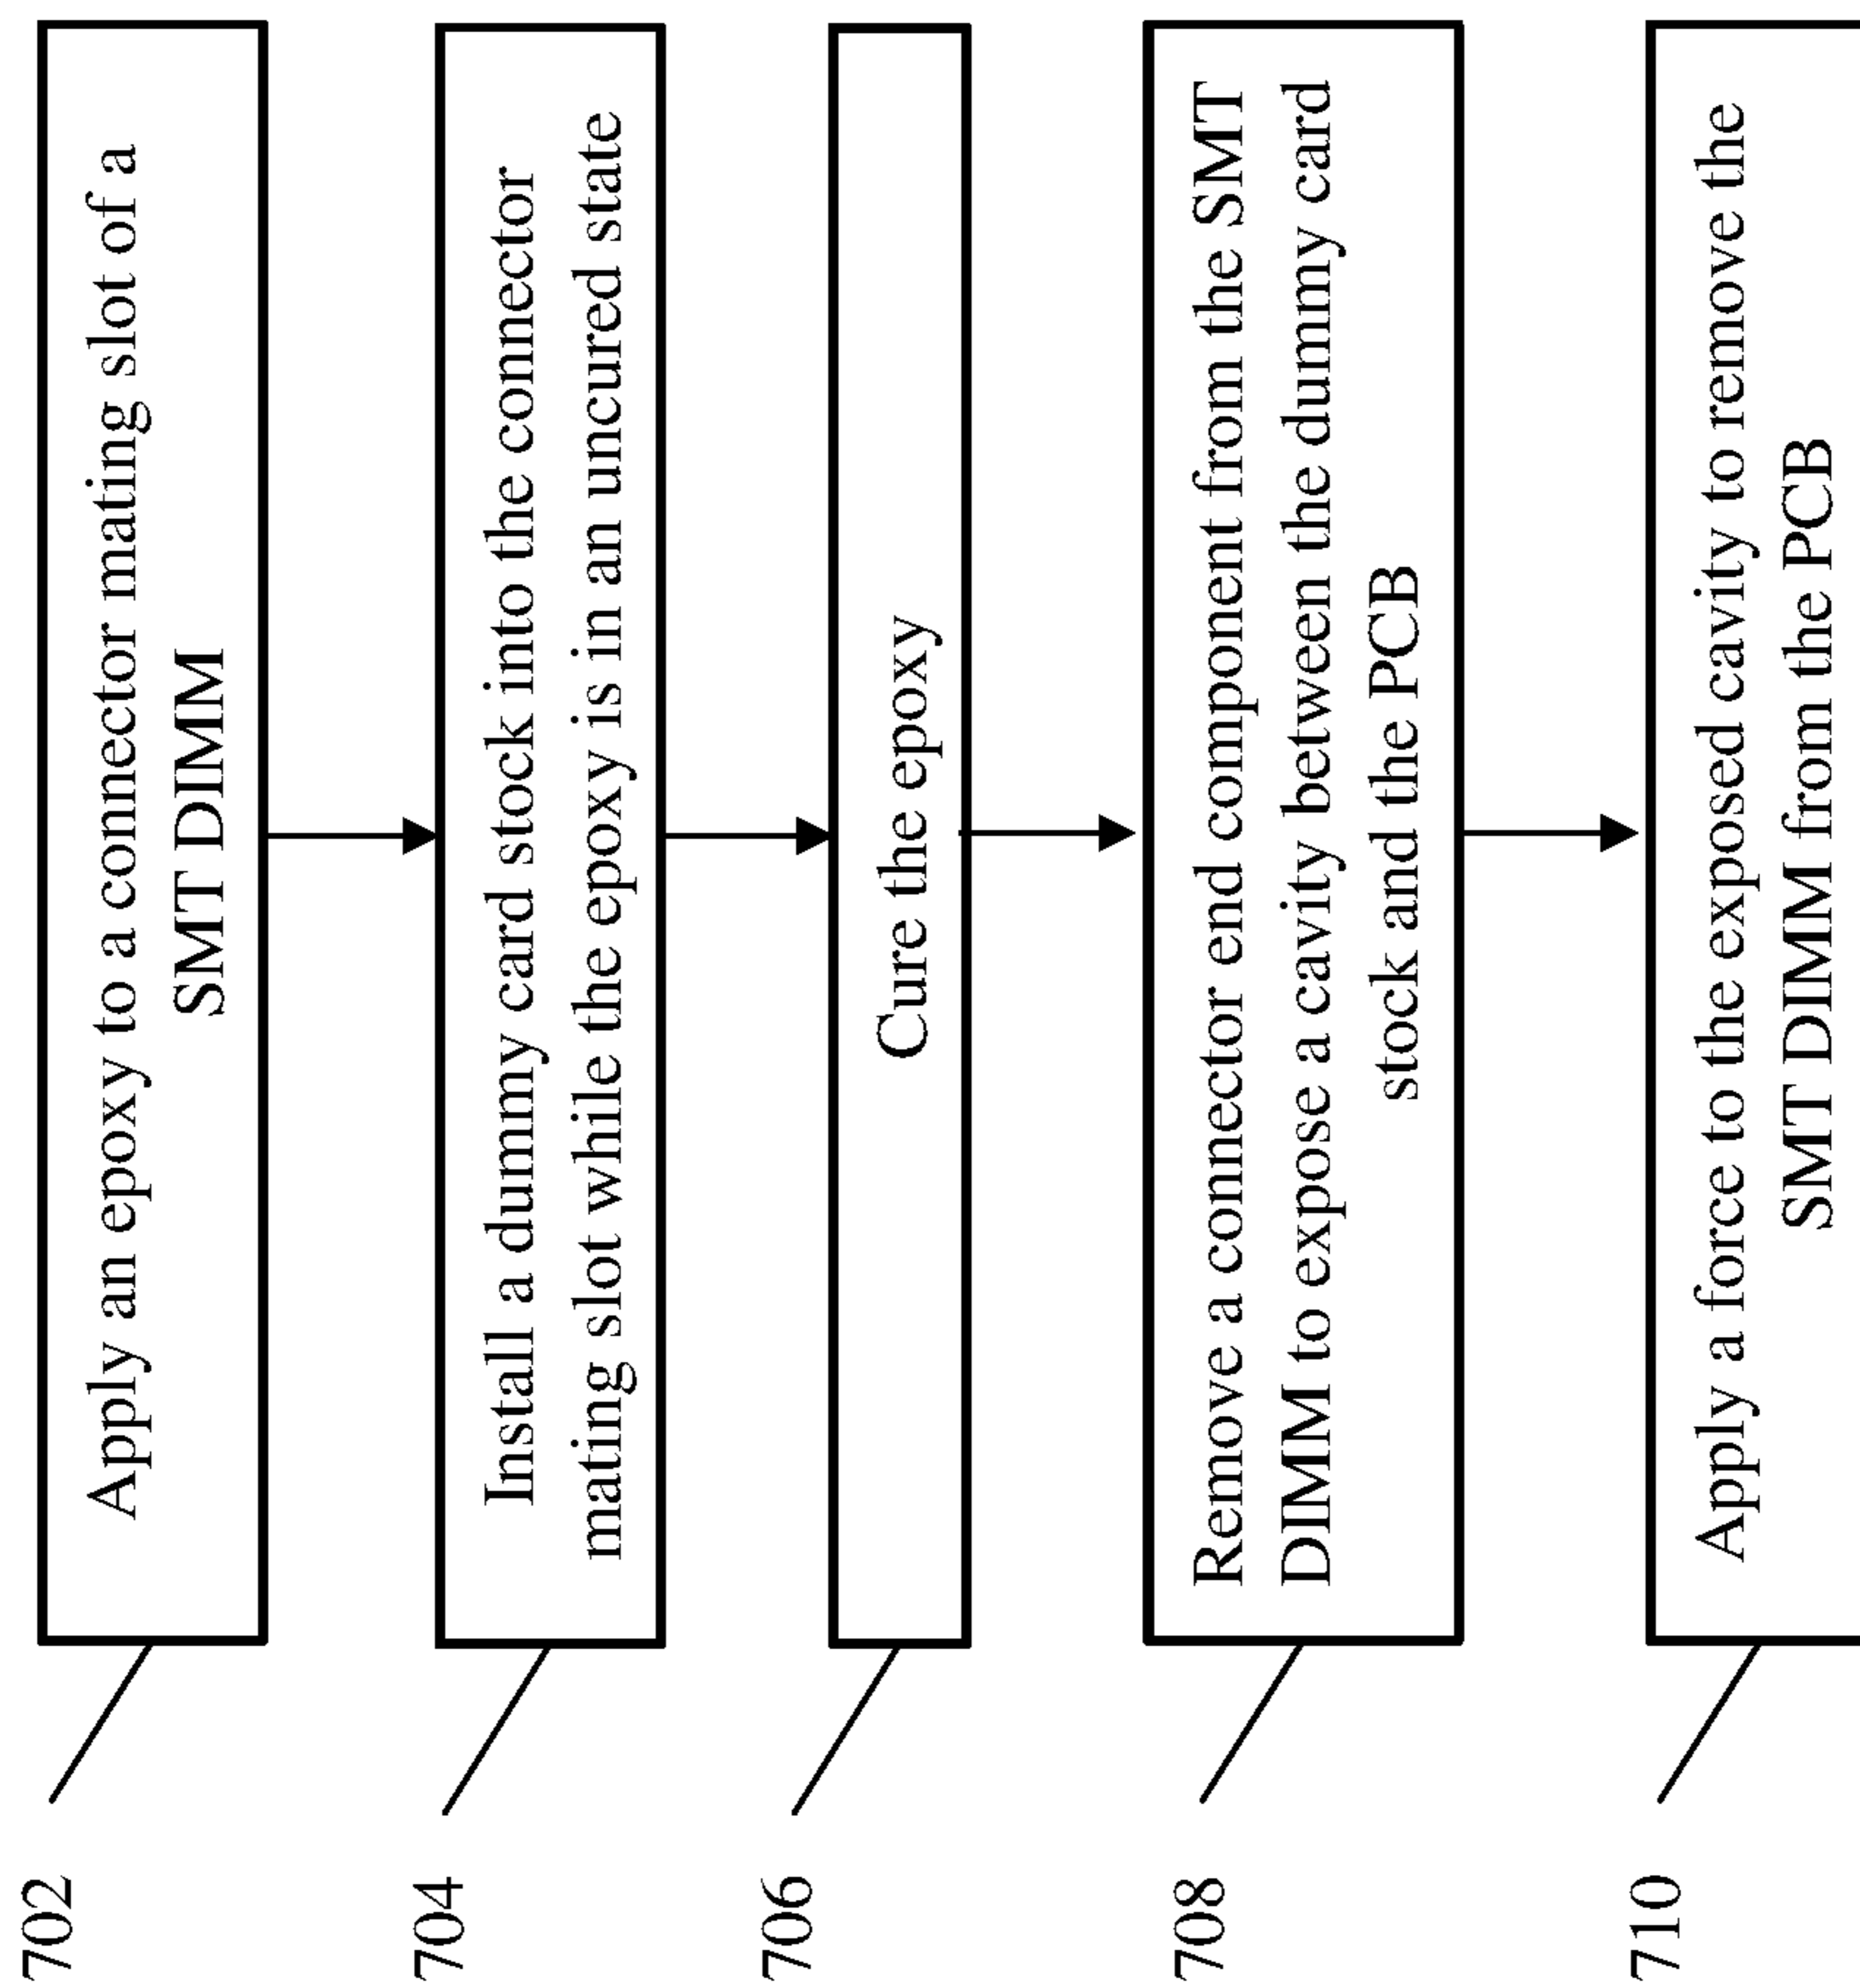 702
Apply an epoxy to a connector mating slot of a
SMT DIMM
704
Install a dummy card stock into the connector
mating slot while the epoxy is in an uncured state
706
Cure the epoxy
708
Remove a connector end component from the SMT
DIMM to expose a cavity between the dummy card
stock and the PCB
710
Apply a force to the exposed cavity to remove the
SMT DIMM from the PCB